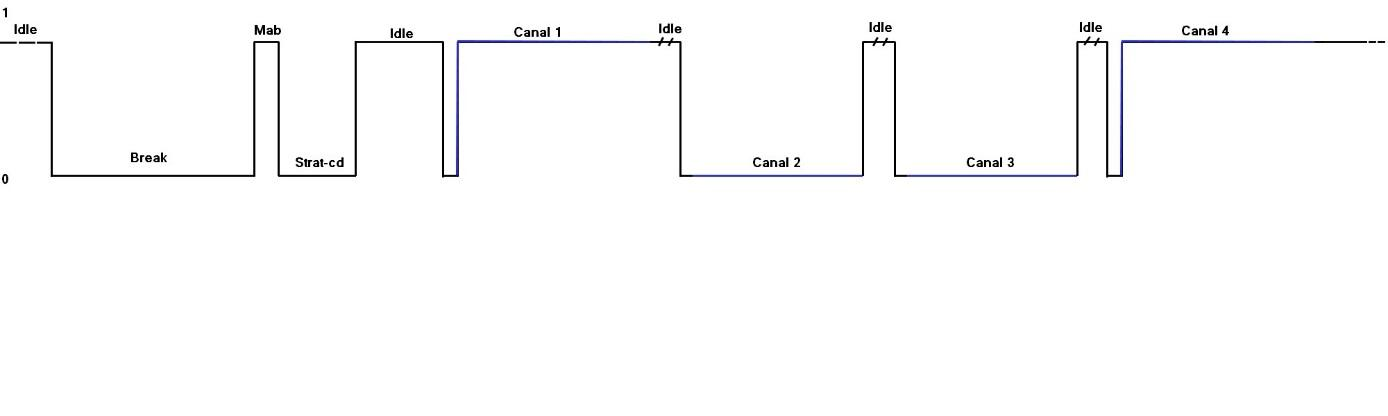 1
Idle
Mab
Idle
Canal 1
Idle
Idle
Idle
Canal 4
Break
Strat-cd
Canal 2
Canal 3
0